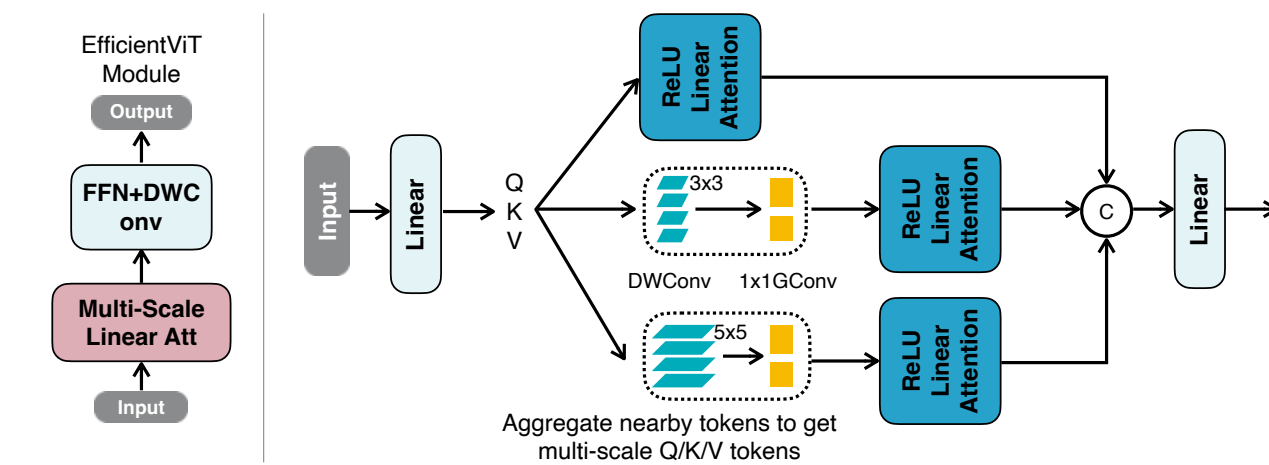 EfficientViT
Module
Output
FFN+DWC
onv
Multi-Scale
Linear Att
Input
Input
Linear
Q
K
V
ReLU
Linear
Attention
3x3
DWConv
1x1GConv
ReLU
Linear
Attention
5x5
ReLU
Linear
Attention
Aggregate nearby tokens to get
multi-scale Q/K/V tokens
C
Linear